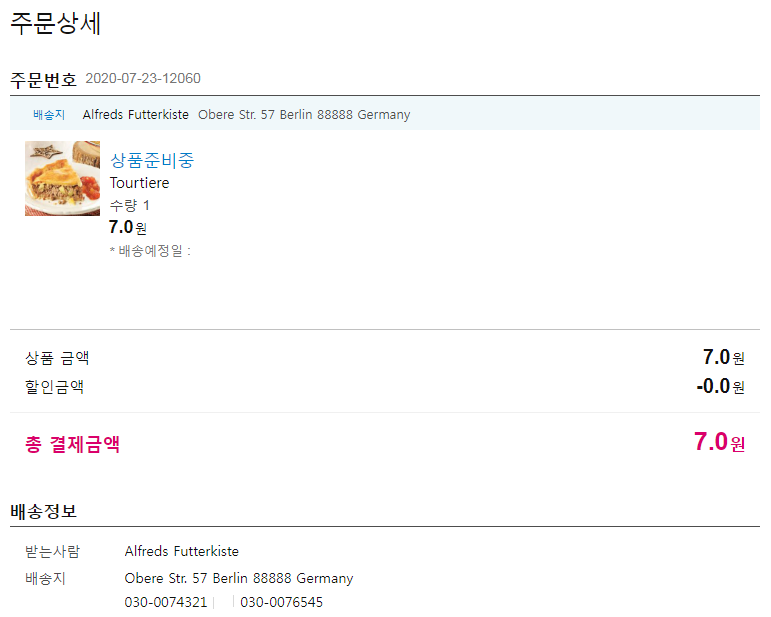 주문상세
주문번호 2020-07-23-12060
배송지 Alfreds Futterkiste Obere Str. 57 Berlin 88888 Germany
상품준비중
Tourtiere
수량 1
7.0원
* 배송예정일 :
상품 금액 7.0원
할인금액 -0.0원
총 결제금액 7.0원
배송정보
받는사람 Alfreds Futterkiste
배송지 Obere Str. 57 Berlin 88888 Germany
030-0074321 | | 030-0076545